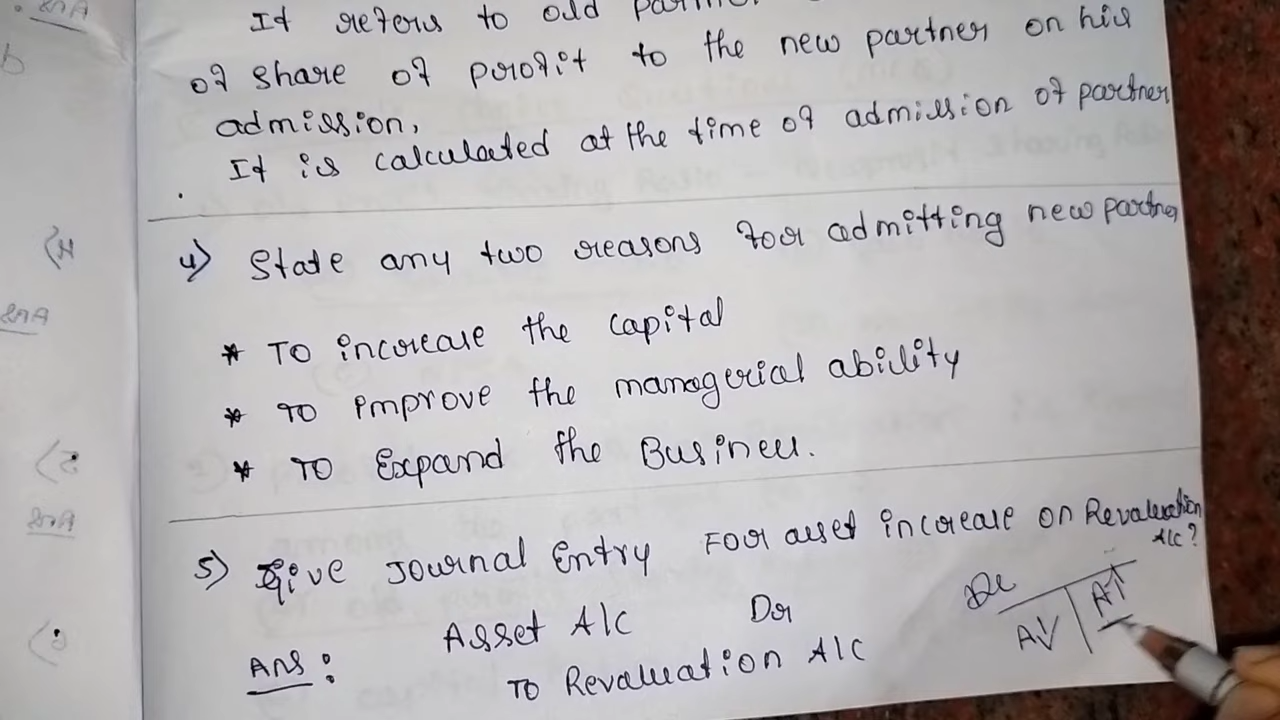 It refers to old
of share of profit to the new partner on his
admission.
It is calculated at the time of admission of partner
4) State any two reasons for admitting new partner
* To increase the capital
* To improve the managerial ability
* To Expand the Business.
5) Give Journal Entry For asset increase on Revaluation
A/c?
Ans: Asset A/c Dr
To Revaluation A/c
A↓ A↑